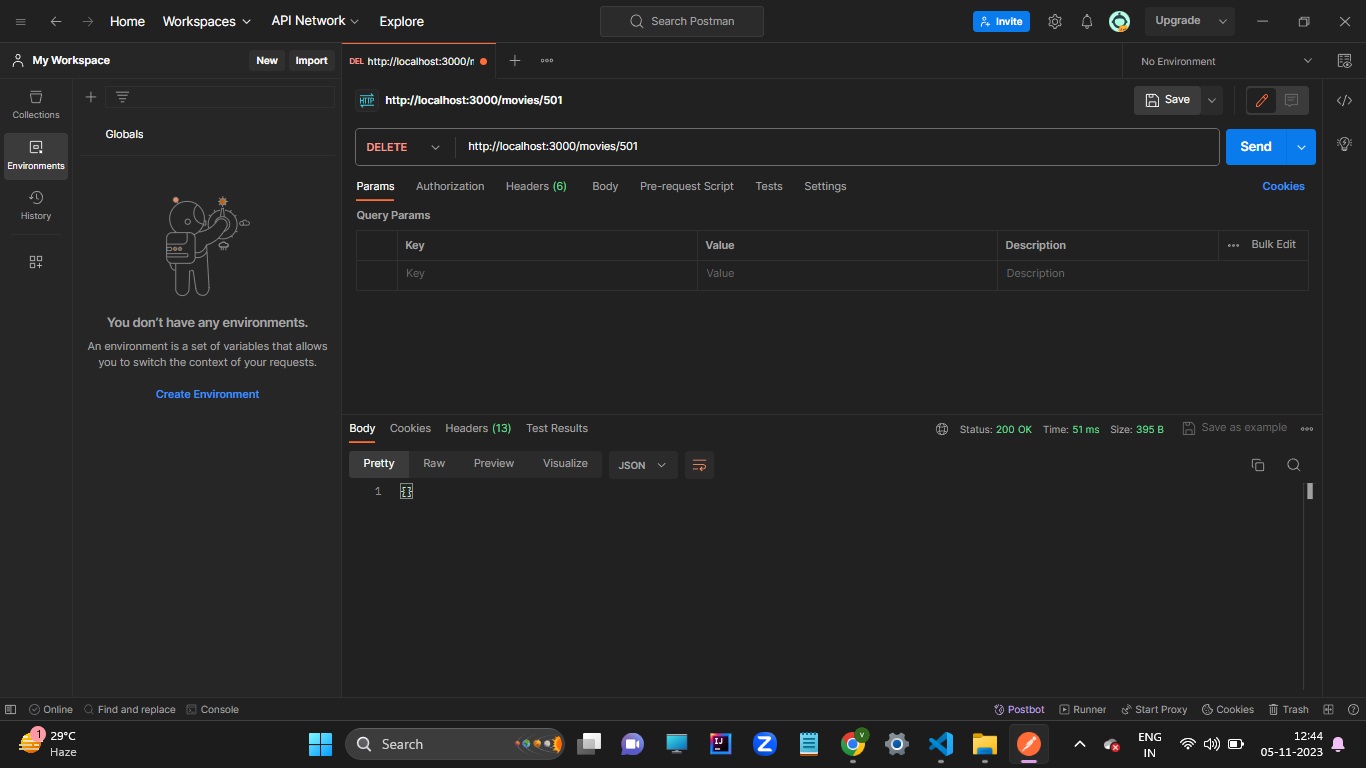 Home Workspaces API Network Explore Search Postman Invite Upgrade
My Workspace New Import DEL http://localhost:3000/n No Environment
Collections
Environments
History
Globals
You don't have any environments.
An environment is a set of variables that allows
you to switch the context of your requests.
Create Environment
HTTP http://localhost:3000/movies/501 Save
DELETE http://localhost:3000/movies/501 Send
Params Authorization Headers (6) Body Pre-request Script Tests Settings Cookies
Query Params
Key Value Description Bulk Edit
Key Value Description
Body Cookies Headers (13) Test Results Status: 200 OK Time: 51 ms Size: 395 B Save as example
Pretty Raw Preview Visualize JSON
1 {}
Online Find and replace Console Postbot Runner Start Proxy Cookies Trash
1 29°C
Haze
Search
IJ
Z
V
ENG
IN
12:44
05-11-2023